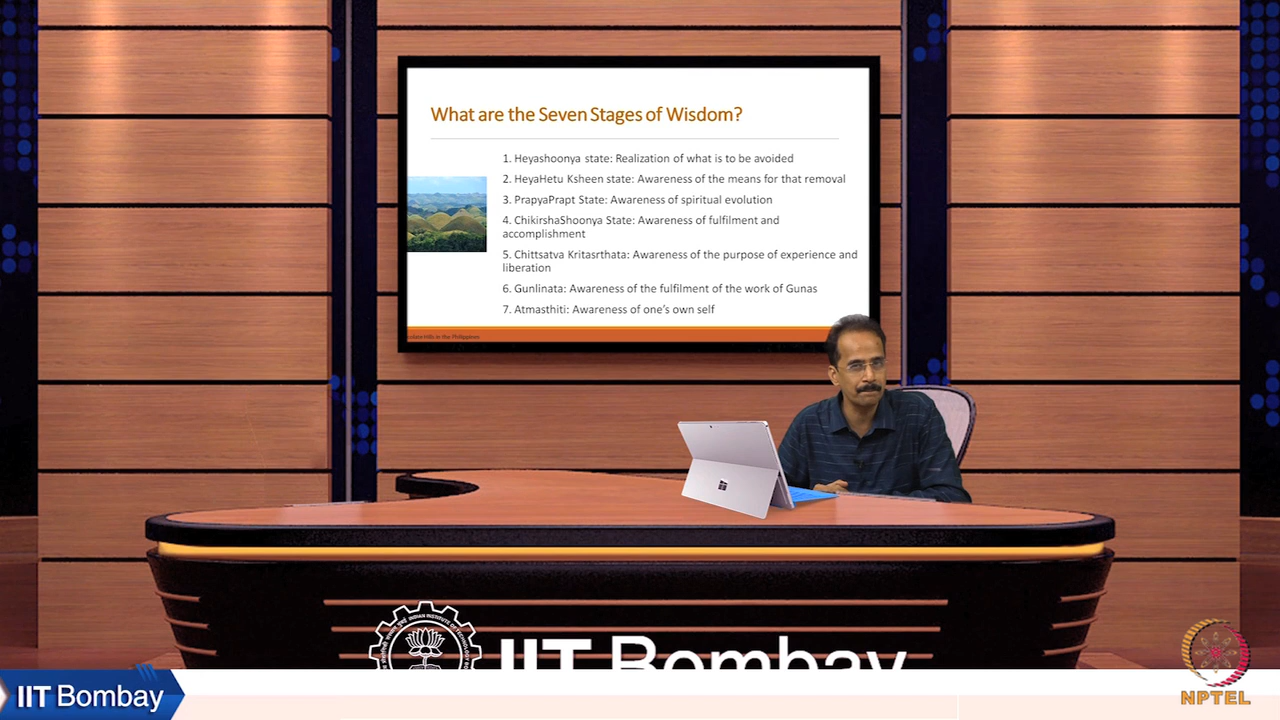 What are the Seven Stages of Wisdom?
1. Heyashoonya state: Realization of what is to be avoided
2. HeyaHetu Ksheen state: Awareness of the means for that removal
3. PrapyaPrapt State: Awareness of spiritual evolution
4. ChikirshaShoonya State: Awareness of fulfilment and
accomplishment
5. Chittsatva Kritasrthata: Awareness of the purpose of experience and
liberation
6. Gunlinata: Awareness of the fulfilment of the work of Gunas
7. Atmasthiti: Awareness of one's own self
Hills in the Philippines
IIT Bombay
IIT Bombay
NPTEL